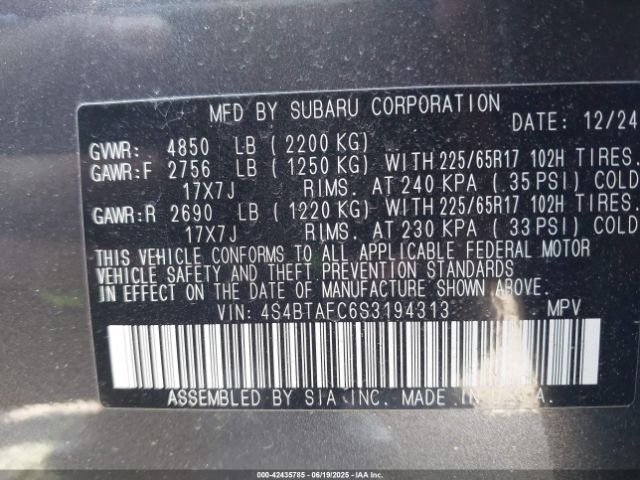 MFD BY SUBARU CORPORATION DATE: 12/24
GVWR: 4850 LB (2200 KG)
GAWR:F 2756 LB (1250 KG) WITH 225/65R17 102H TIRES.
17X7J RIMS. AT 240 KPA (35 PSI) COLD
GAWR:R 2690 LB (1220 KG) WITH 225/65R17 102H TIRES.
17X7J RIMS. AT 230 KPA (33 PSI) COLD
THIS VEHICLE CONFORMS TO ALL APPLICABLE FEDERAL MOTOR
VEHICLE SAFETY AND THEFT PREVENTION STANDARDS
IN EFFECT ON THE DATE OF MANUFACTURE SHOWN ABOVE.
VIN: 4S4BTAFC6S3194313 MPV
ASSEMBLED BY SIA INC. MADE IN U.S.A.
000-42435785 - 06/19/2025 - IAAI.COM